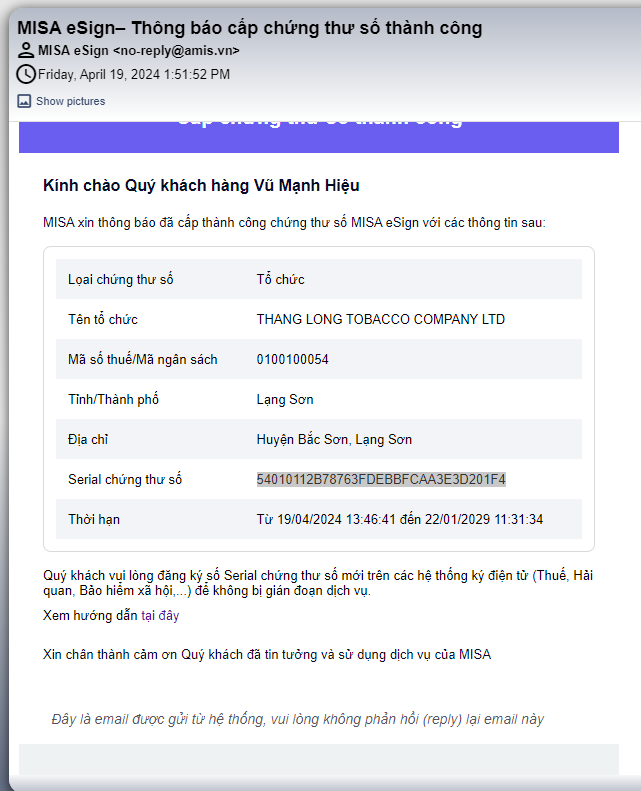 MISA eSign– Thông báo cấp chứng thư số thành công
MISA eSign <no-reply@amis.vn>
Friday, April 19, 2024 1:51:52 PM
Show pictures
Cấp chứng thư số thành công
Kính chào Quý khách hàng Vũ Mạnh Hiệu
MISA xin thông báo đã cấp thành công chứng thư số MISA eSign với các thông tin sau:
Loại chứng thư số Tổ chức
Tên tổ chức THANG LONG TOBACCO COMPANY LTD
Mã số thuế/Mã ngân sách 0100100054
Tỉnh/Thành phố Lạng Sơn
Địa chỉ Huyện Bắc Sơn, Lạng Sơn
Serial chứng thư số 54010112B78763FDEBBFCAA3E3D201F4
Thời hạn Từ 19/04/2024 13:46:41 đến 22/01/2029 11:31:34
Quý khách vui lòng đăng ký số Serial chứng thư số mới trên các hệ thống ký điện tử (Thuế, Hải
quan, Bảo hiểm xã hội,...) để không bị gián đoạn dịch vụ.
Xem hướng dẫn tại đây
Xin chân thành cảm ơn Quý khách đã tin tưởng và sử dụng dịch vụ của MISA
Đây là email được gửi từ hệ thống, vui lòng không phản hồi (reply) lại email này